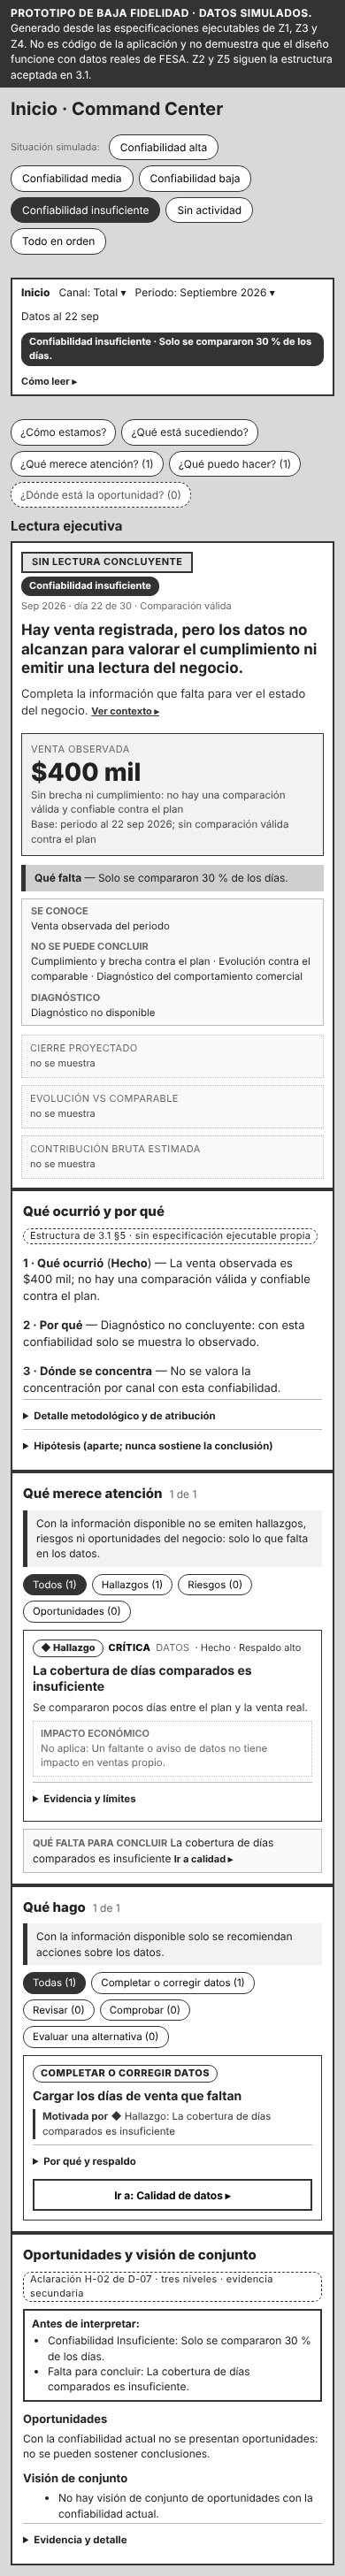 PROTOTIPO DE BAJA FIDELIDAD · DATOS SIMULADOS.
Generado desde las especificaciones ejecutables de Z1, Z3 y
Z4. No es código de la aplicación y no demuestra que el diseño
funcione con datos reales de FESA. Z2 y Z5 siguen la estructura
aceptada en 3.1.
Inicio · Command Center
Situación simulada: Confiabilidad alta
Confiabilidad media Confiabilidad baja
Confiabilidad insuficiente Sin actividad
Todo en orden
Inicio Canal: Total ▾ Periodo: Septiembre 2026 ▾
Datos al 22 sep
Confiabilidad insuficiente · Solo se compararon 30 % de los
días.
Cómo leer ▸
¿Cómo estamos? ¿Qué está sucediendo?
¿Qué merece atención? (1) ¿Qué puedo hacer? (1)
¿Dónde está la oportunidad? (0)
Lectura ejecutiva
SIN LECTURA CONCLUYENTE
Confiabilidad insuficiente
Sep 2026 · día 22 de 30 · Comparación válida
Hay venta registrada, pero los datos no
alcanzan para valorar el cumplimiento ni
emitir una lectura del negocio.
Completa la información que falta para ver el estado
del negocio. Ver contexto ▸
VENTA OBSERVADA
$400 mil
Sin brecha ni cumplimiento: no hay una comparación
válida y confiable contra el plan
Base: periodo al 22 sep 2026; sin comparación válida
contra el plan
Qué falta — Solo se compararon 30 % de los días.
SE CONOCE
Venta observada del periodo
NO SE PUEDE CONCLUIR
Cumplimiento y brecha contra el plan · Evolución contra el
comparable · Diagnóstico del comportamiento comercial
DIAGNÓSTICO
Diagnóstico no disponible
CIERRE PROYECTADO
no se muestra
EVOLUCIÓN VS COMPARABLE
no se muestra
CONTRIBUCIÓN BRUTA ESTIMADA
no se muestra
Qué ocurrió y por qué
Estructura de 3.1 §5 · sin especificación ejecutable propia
1 · Qué ocurrió (Hecho) — La venta observada es
$400 mil; no hay una comparación válida y confiable
contra el plan.
2 · Por qué — Diagnóstico no concluyente: con esta
confiabilidad solo se muestra lo observado.
3 · Dónde se concentra — No se valora la
concentración por canal con esta confiabilidad.
▸ Detalle metodológico y de atribución
▸ Hipótesis (aparte; nunca sostiene la conclusión)
Qué merece atención 1 de 1
Con la información disponible no se emiten hallazgos,
riesgos ni oportunidades del negocio: solo lo que falta
en los datos.
Todos (1) Hallazgos (1) Riesgos (0)
Oportunidades (0)
◆ Hallazgo CRÍTICA DATOS · Hecho · Respaldo alto
La cobertura de días comparados es
insuficiente
Se compararon pocos días entre el plan y la venta real.
IMPACTO ECONÓMICO
No aplica: Un faltante o aviso de datos no tiene
impacto en ventas propio.
▸ Evidencia y límites
QUÉ FALTA PARA CONCLUIR La cobertura de días
comparados es insuficiente Ir a calidad ▸
Qué hago 1 de 1
Con la información disponible solo se recomiendan
acciones sobre los datos.
Todas (1) Completar o corregir datos (1)
Revisar (0) Comprobar (0)
Evaluar una alternativa (0)
COMPLETAR O CORREGIR DATOS
Cargar los días de venta que faltan
Motivada por ◆ Hallazgo: La cobertura de días
comparados es insuficiente
▸ Por qué y respaldo
Ir a: Calidad de datos ▸
Oportunidades y visión de conjunto
Aclaración H-02 de D-07 · tres niveles · evidencia
secundaria
Antes de interpretar:
• Confiabilidad Insuficiente: Solo se compararon 30 %
de los días.
• Falta para concluir: La cobertura de días
comparados es insuficiente.
Oportunidades
Con la confiabilidad actual no se presentan oportunidades:
no se pueden sostener conclusiones.
Visión de conjunto
• No hay visión de conjunto de oportunidades con la
confiabilidad actual.
▸ Evidencia y detalle